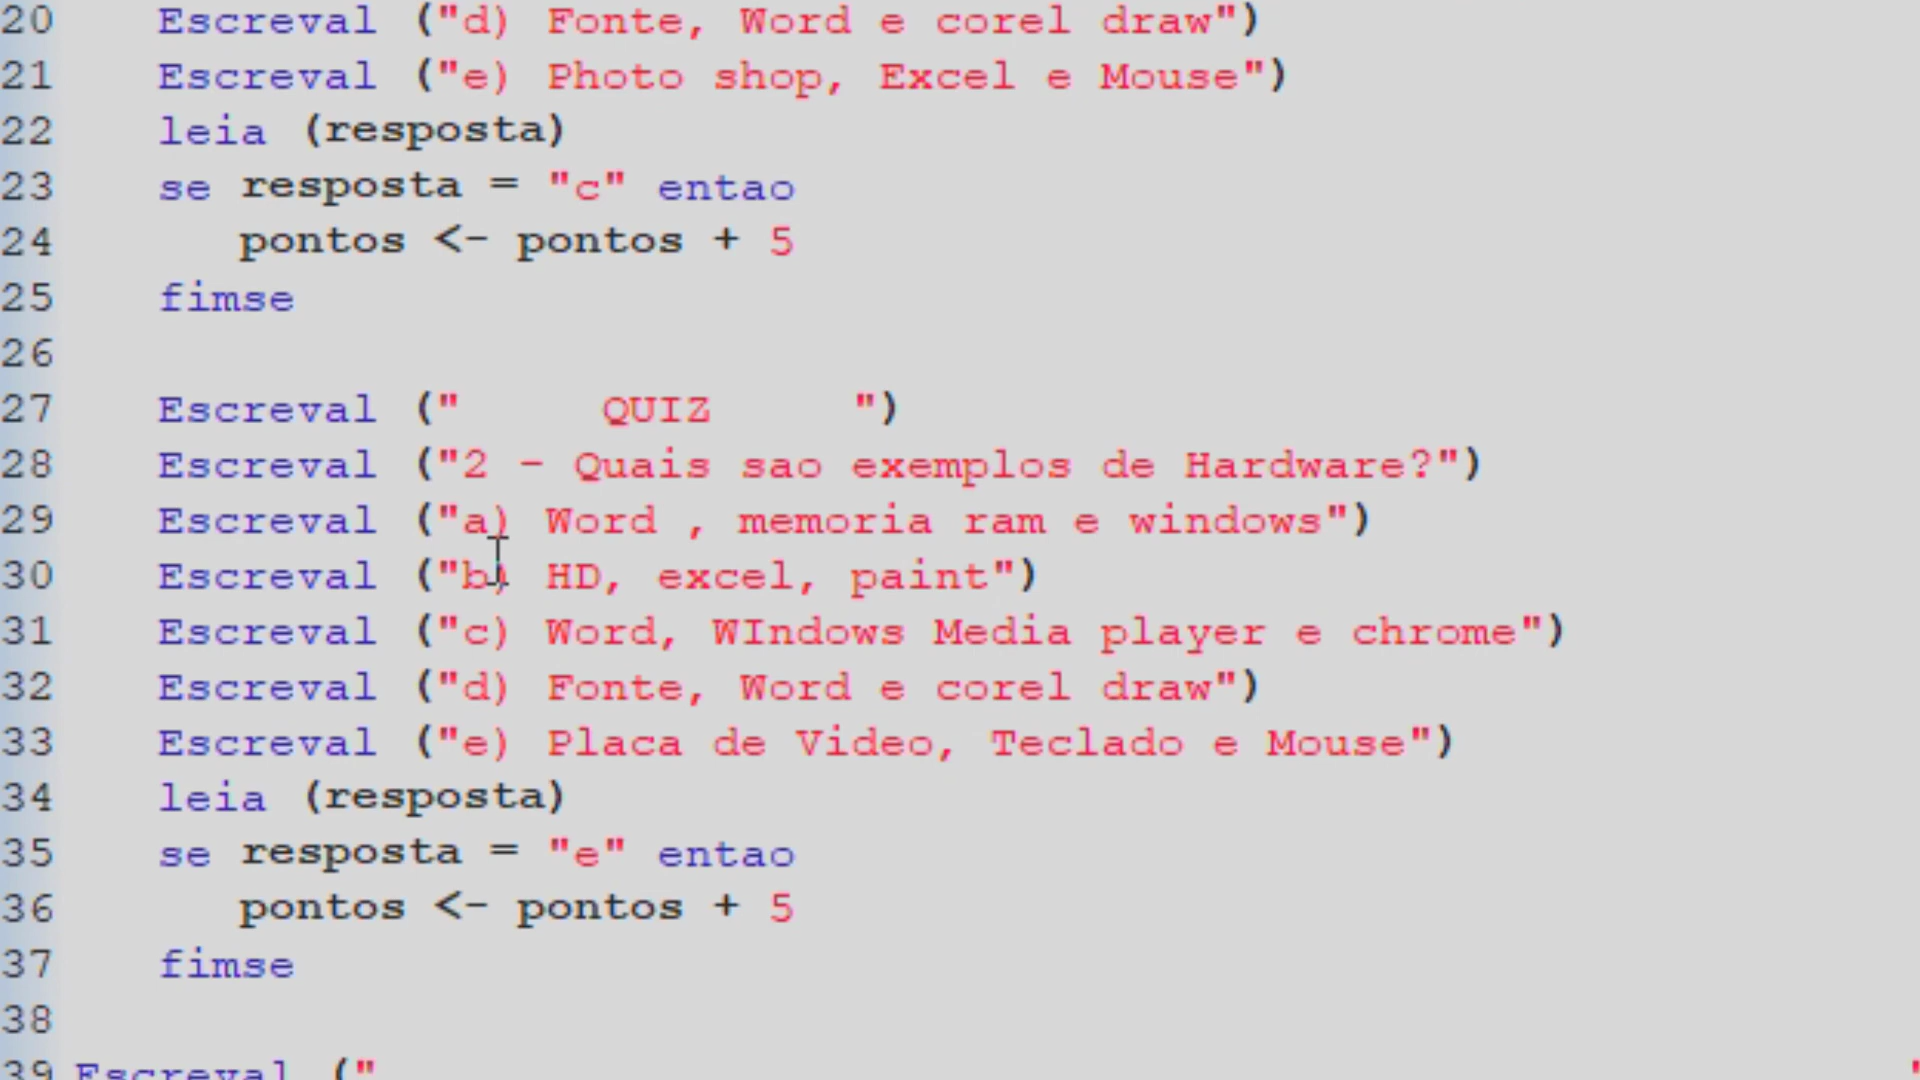 20 Escreval ("d) Fonte, Word e corel draw")
21 Escreval ("e) Photo shop, Excel e Mouse")
22 leia (resposta)
23 se resposta = "c" entao
24 pontos <- pontos + 5
25 fimse
26
27 Escreval ("     QUIZ     ")
28 Escreval ("2 - Quais sao exemplos de Hardware?")
29 Escreval ("a) Word , memoria ram e windows")
30 Escreval ("b) HD, excel, paint")
31 Escreval ("c) Word, WIndows Media player e chrome")
32 Escreval ("d) Fonte, Word e corel draw")
33 Escreval ("e) Placa de Video, Teclado e Mouse")
34 leia (resposta)
35 se resposta = "e" entao
36 pontos <- pontos + 5
37 fimse
38
39 Escreval ("                    "